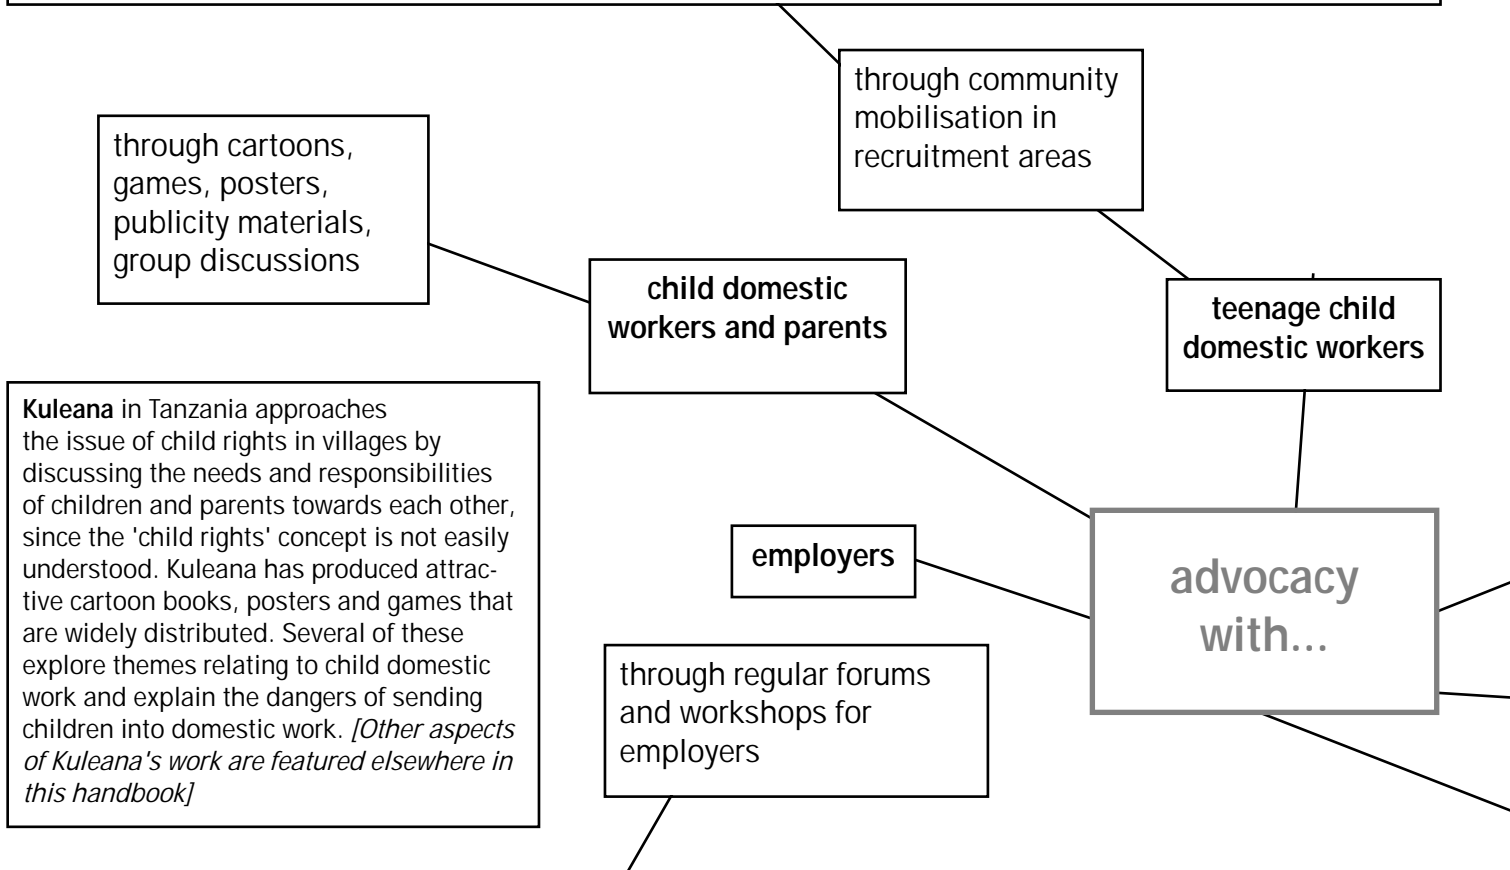 through community
mobilisation in
recruitment areas
through cartoons,
games, posters,
publicity materials,
group discussions
child domestic
workers and parents
teenage child
domestic workers
Kuleana in Tanzania approaches
the issue of child rights in villages by
discussing the needs and responsibilities
of children and parents towards each other,
since the 'child rights' concept is not easily
understood. Kuleana has produced attrac-
tive cartoon books, posters and games that
are widely distributed. Several of these
explore themes relating to child domestic
work and explain the dangers of sending
children into domestic work. [Other aspects
of Kuleana's work are featured elsewhere in
this handbook]
employers
advocacy
with...
through regular forums
and workshops for
employers